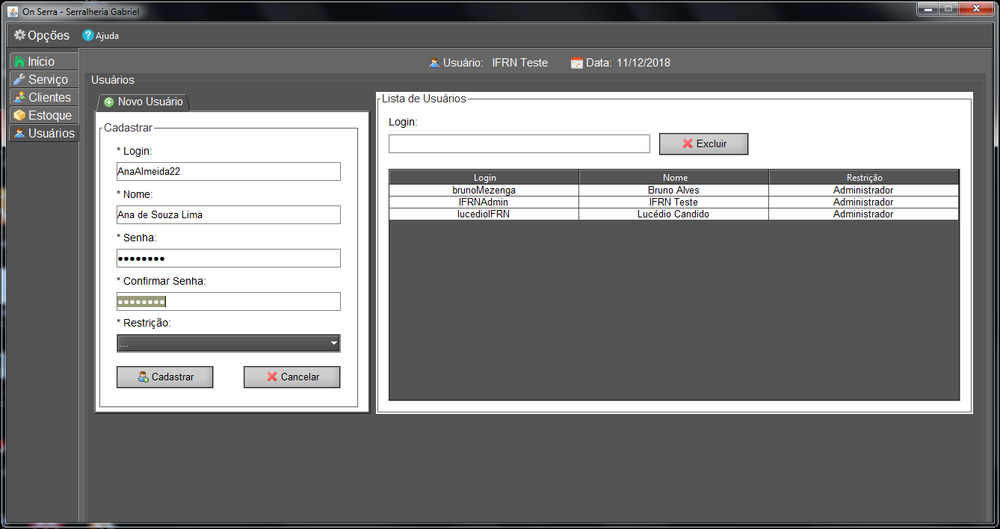 On Serra - Serralheria Gabriel
Opções ? Ajuda
Início
Serviço
Clientes
Estoque
Usuários
Usuário: IFRN Teste Data: 11/12/2018
Usuários
Novo Usuário
Cadastrar
* Login:
AnaAlmeida22
* Nome:
Ana de Souza Lima
* Senha:
••••••••
* Confirmar Senha:
••••••••
* Restrição:
...
Cadastrar Cancelar
Lista de Usuários
Login:
Excluir
Login Nome Restrição
brunoMezenga Bruno Alves Administrador
IFRNAdmin IFRN Teste Administrador
lucedioIFRN Lucédio Candido Administrador